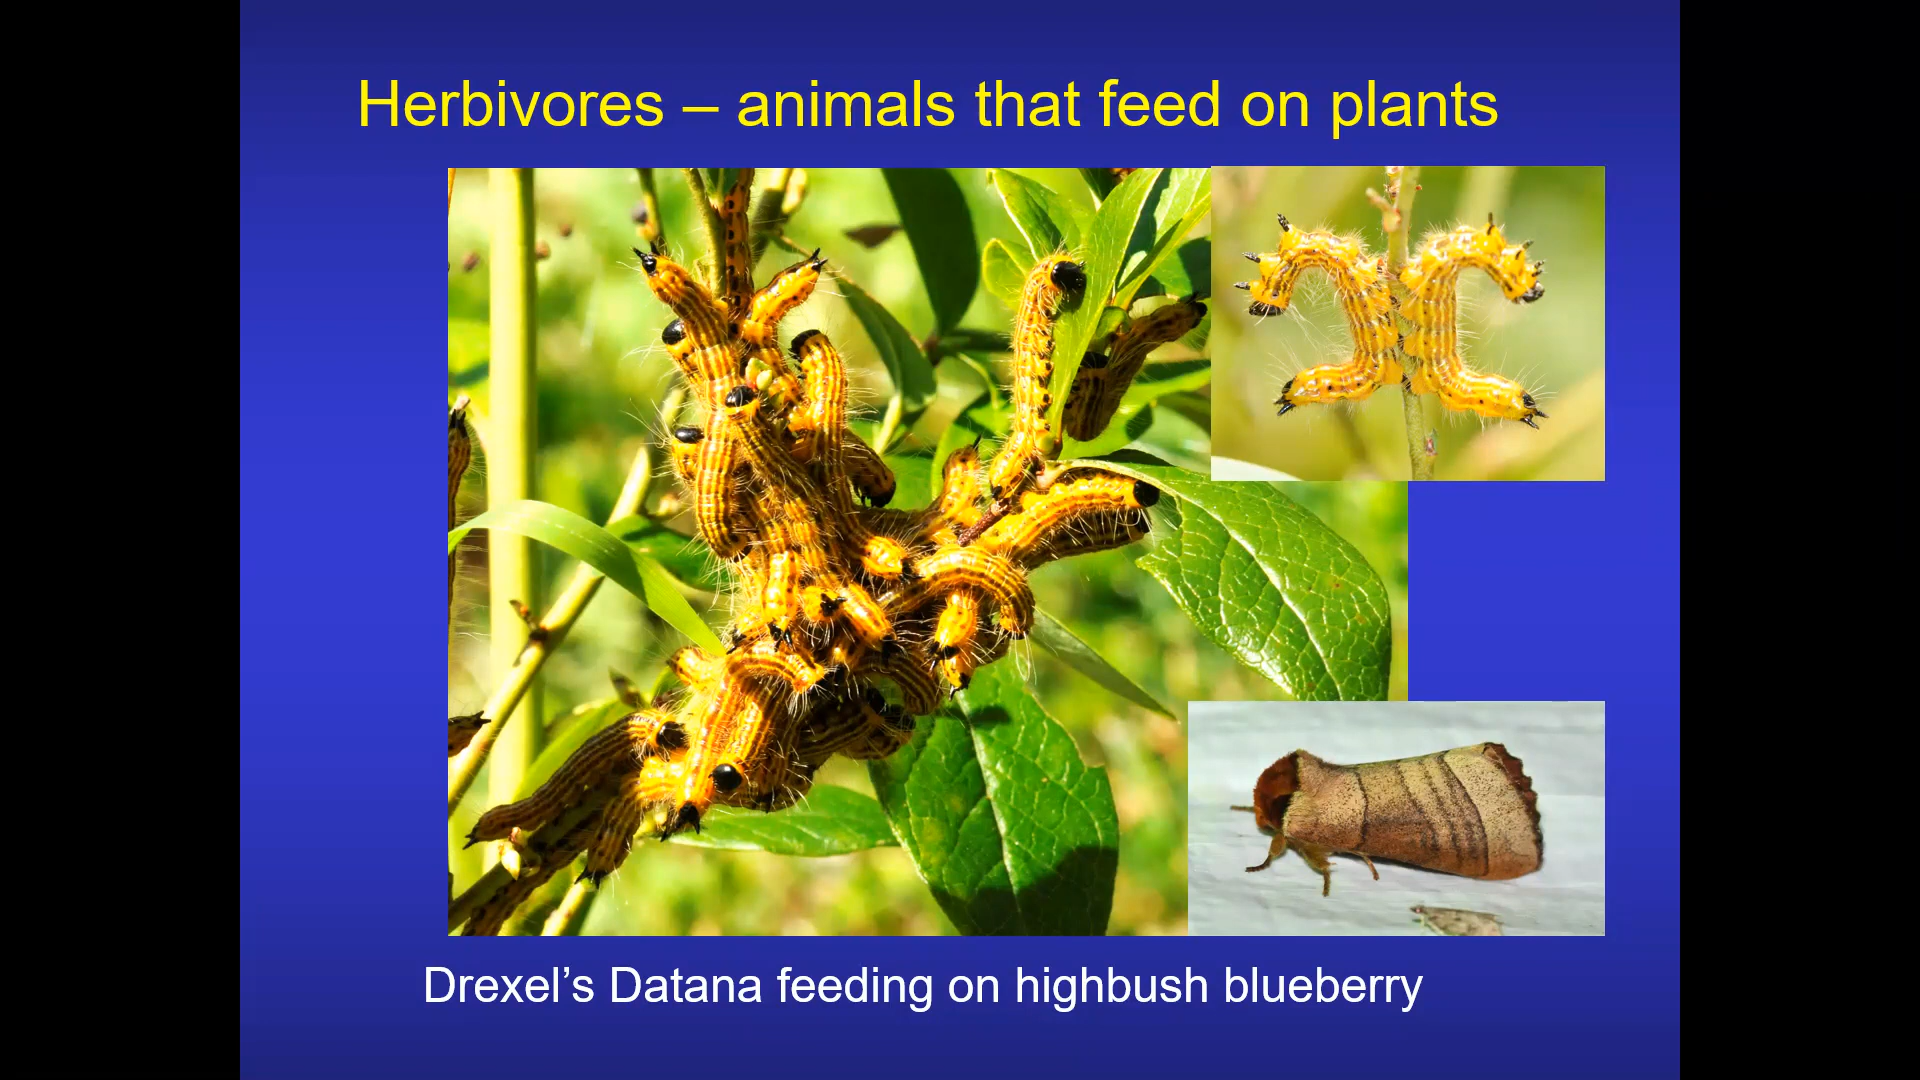 Herbivores – animals that feed on plants
Drexel’s Datana feeding on highbush blueberry